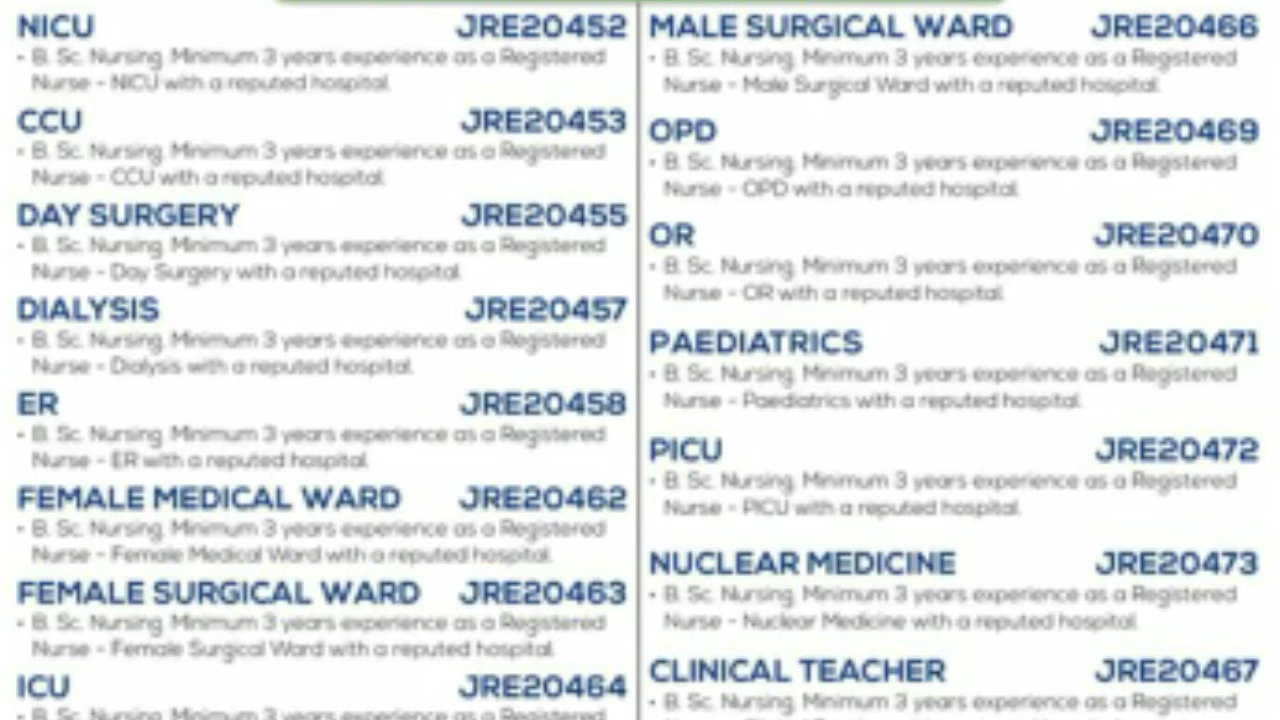 NICU JRE20452
• B. Sc. Nursing. Minimum 3 years experience as a Registered
Nurse - NICU with a reputed hospital.
CCU JRE20453
• B. Sc. Nursing. Minimum 3 years experience as a Registered
Nurse - CCU with a reputed hospital.
DAY SURGERY JRE20455
• B. Sc. Nursing. Minimum 3 years experience as a Registered
Nurse - Day Surgery with a reputed hospital.
DIALYSIS JRE20457
• B. Sc. Nursing. Minimum 3 years experience as a Registered
Nurse - Dialysis with a reputed hospital.
ER JRE20458
• B. Sc. Nursing. Minimum 3 years experience as a Registered
Nurse - ER with a reputed hospital.
FEMALE MEDICAL WARD JRE20462
• B. Sc. Nursing. Minimum 3 years experience as a Registered
Nurse - Female Medical Ward with a reputed hospital.
FEMALE SURGICAL WARD JRE20463
• B. Sc. Nursing. Minimum 3 years experience as a Registered
Nurse - Female Surgical Ward with a reputed hospital.
ICU JRE20464
• B. Sc. Nursing. Minimum 3 years experience as a Registered
MALE SURGICAL WARD JRE20466
• B. Sc. Nursing. Minimum 3 years experience as a Registered
Nurse - Male Surgical Ward with a reputed hospital.
OPD JRE20469
• B. Sc. Nursing. Minimum 3 years experience as a Registered
Nurse - OPD with a reputed hospital.
OR JRE20470
• B. Sc. Nursing. Minimum 3 years experience as a Registered
Nurse - OR with a reputed hospital.
PAEDIATRICS JRE20471
• B. Sc. Nursing. Minimum 3 years experience as a Registered
Nurse - Paediatrics with a reputed hospital.
PICU JRE20472
• B. Sc. Nursing. Minimum 3 years experience as a Registered
Nurse - PICU with a reputed hospital.
NUCLEAR MEDICINE JRE20473
• B. Sc. Nursing. Minimum 3 years experience as a Registered
Nurse - Nuclear Medicine with a reputed hospital.
CLINICAL TEACHER JRE20467
• B. Sc. Nursing. Minimum 3 years experience as a Registered